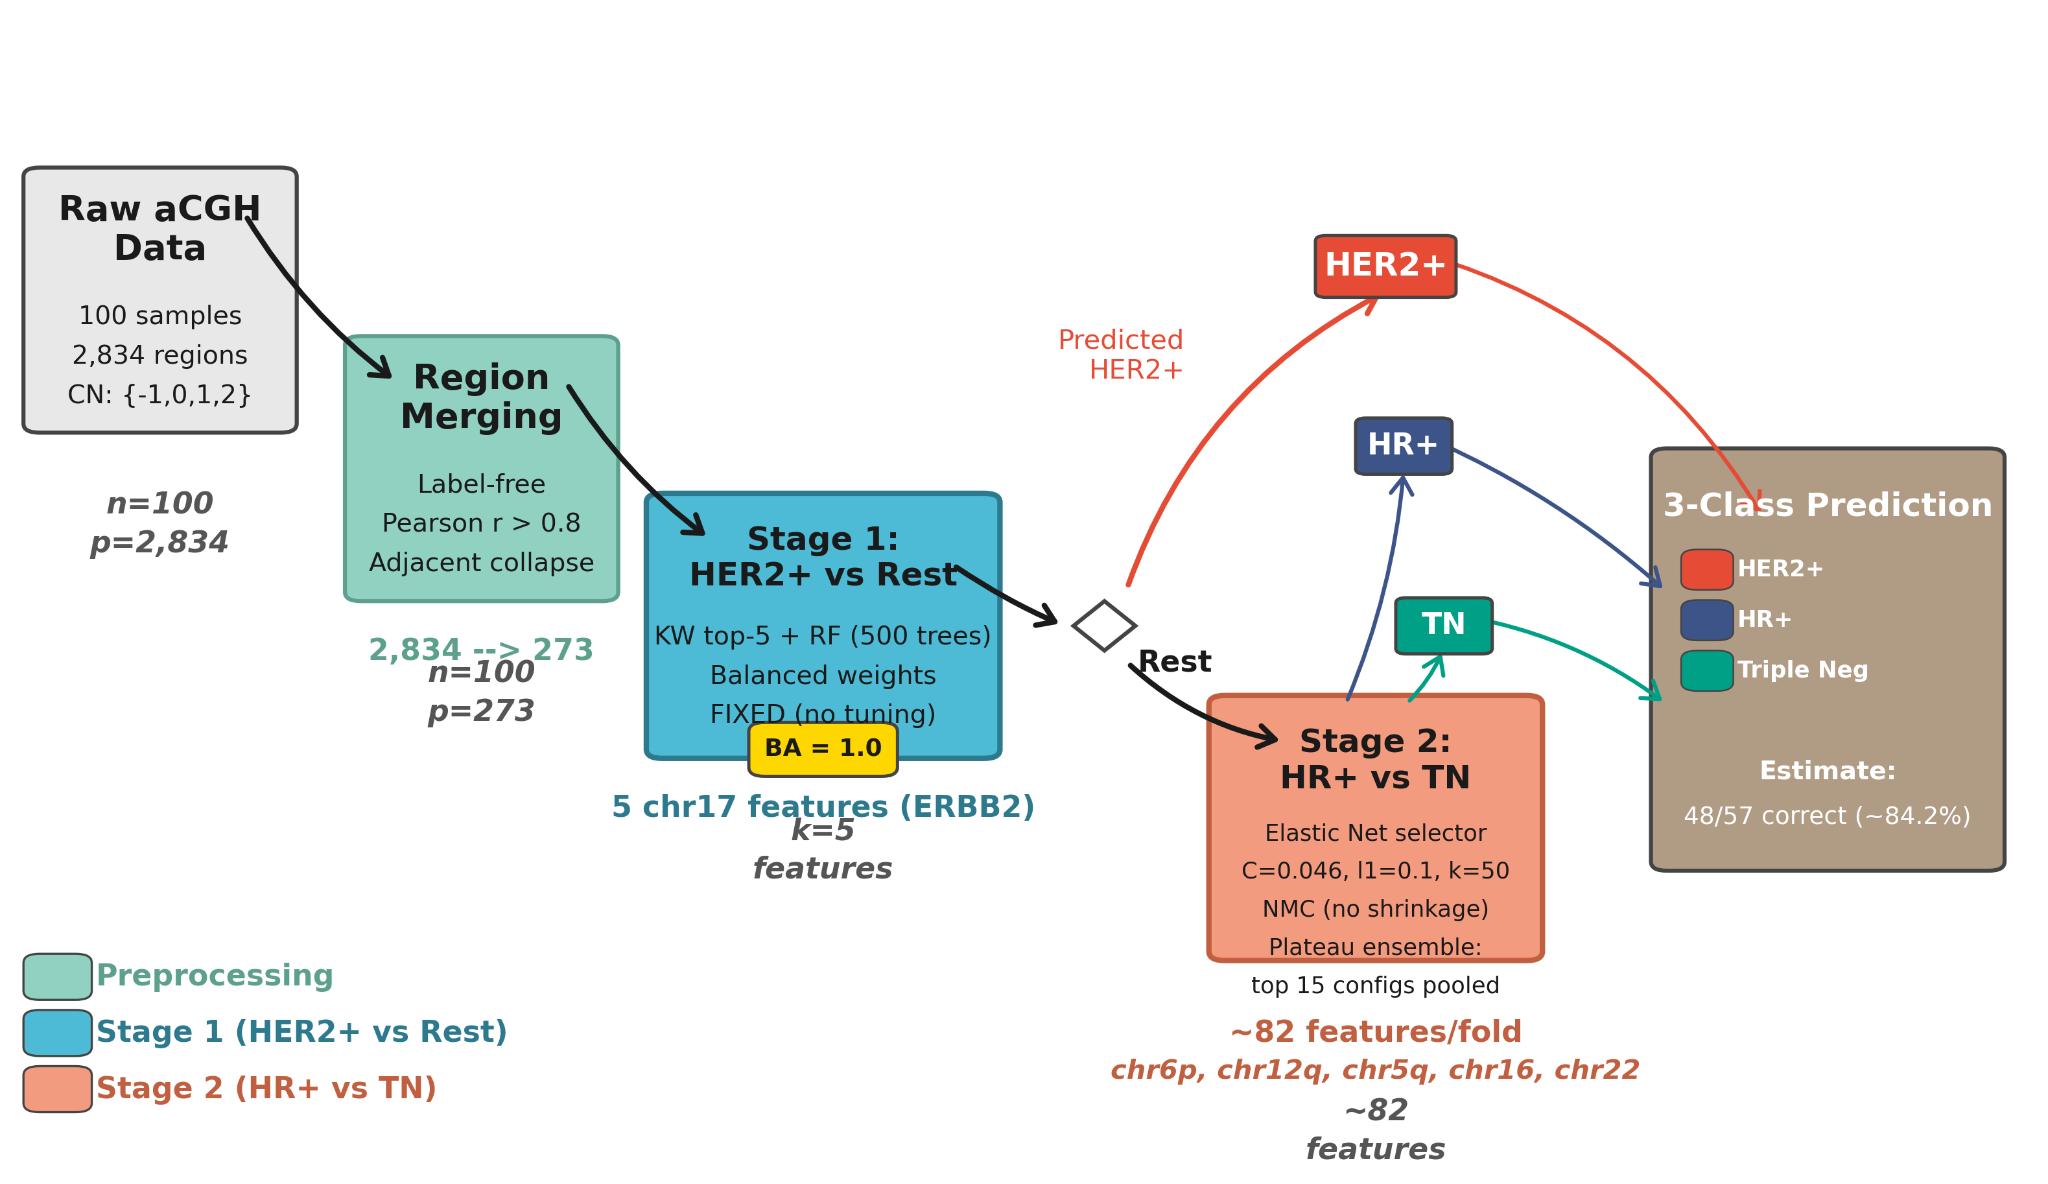 Raw aCGH
Data
100 samples
2,834 regions
CN: {-1,0,1,2}
n=100
p=2,834
Region
Merging
Label-free
Pearson r > 0.8
Adjacent collapse
2,834 --> 273
n=100
p=273
Stage 1:
HER2+ vs Rest
KW top-5 + RF (500 trees)
Balanced weights
FIXED (no tuning)
BA = 1.0
5 chr17 features (ERBB2)
k=5
features
Predicted
HER2+
Rest
HER2+
HR+
TN
Stage 2:
HR+ vs TN
Elastic Net selector
C=0.046, l1=0.1, k=50
NMC (no shrinkage)
Plateau ensemble:
top 15 configs pooled
~82 features/fold
chr6p, chr12q, chr5q, chr16, chr22
~82
features
3-Class Prediction
HER2+
HR+
Triple Neg
Estimate:
48/57 correct (~84.2%)
Preprocessing
Stage 1 (HER2+ vs Rest)
Stage 2 (HR+ vs TN)